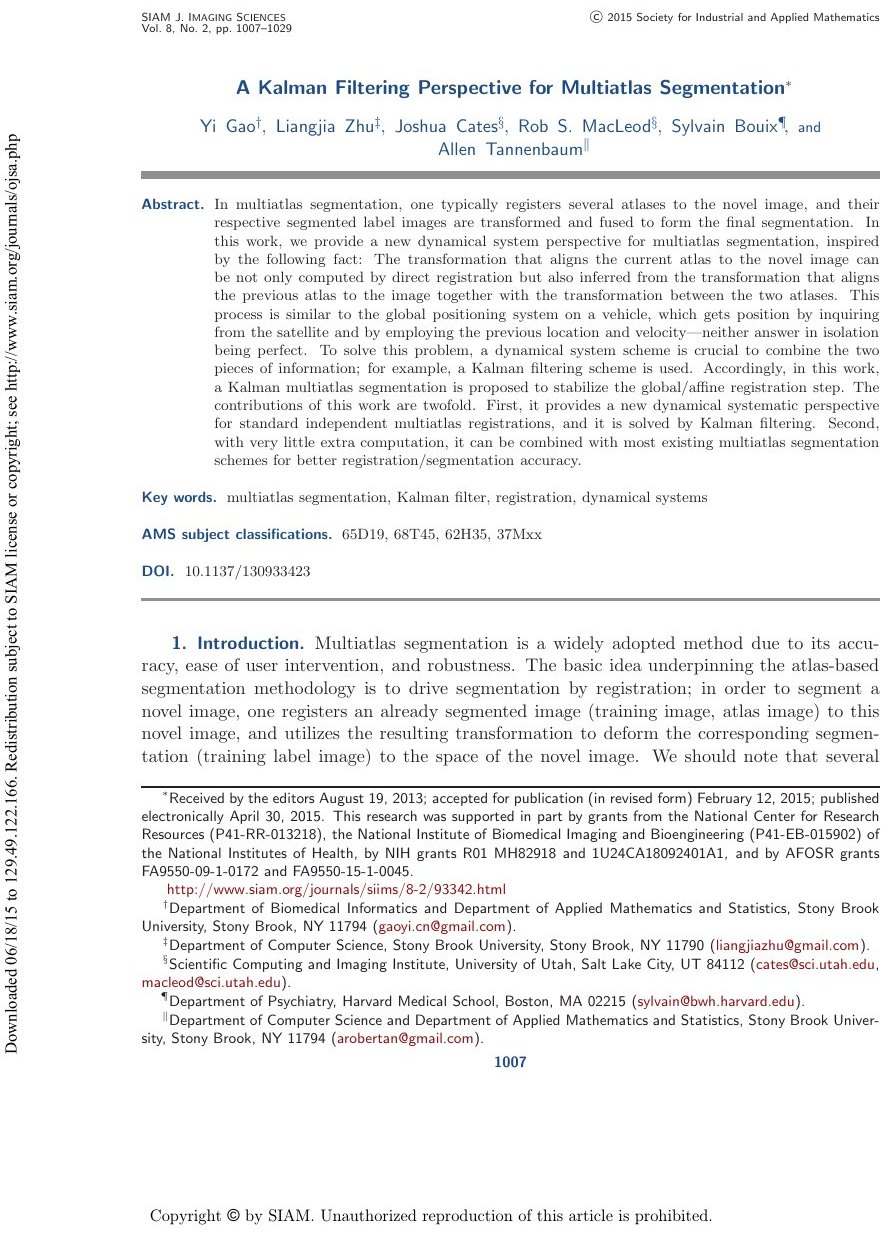 SIAM J. IMAGING SCIENCES
Vol. 8, No. 2, pp. 1007–1029
© 2015 Society for Industrial and Applied Mathematics
A Kalman Filtering Perspective for Multiatlas Segmentation*
Yi Gao†, Liangjia Zhu‡, Joshua Cates§, Rob S. MacLeod§, Sylvain Bouix¶, and
Allen Tannenbaum‖
Abstract. In multiatlas segmentation, one typically registers several atlases to the novel image, and their
respective segmented label images are transformed and fused to form the final segmentation. In
this work, we provide a new dynamical system perspective for multiatlas segmentation, inspired
by the following fact: The transformation that aligns the current atlas to the novel image can
be not only computed by direct registration but also inferred from the transformation that aligns
the previous atlas to the image together with the transformation between the two atlases. This
process is similar to the global positioning system on a vehicle, which gets position by inquiring
from the satellite and by employing the previous location and velocity—neither answer in isolation
being perfect. To solve this problem, a dynamical system scheme is crucial to combine the two
pieces of information; for example, a Kalman filtering scheme is used. Accordingly, in this work,
a Kalman multiatlas segmentation is proposed to stabilize the global/affine registration step. The
contributions of this work are twofold. First, it provides a new dynamical systematic perspective
for standard independent multiatlas registrations, and it is solved by Kalman filtering. Second,
with very little extra computation, it can be combined with most existing multiatlas segmentation
schemes for better registration/segmentation accuracy.
Key words. multiatlas segmentation, Kalman filter, registration, dynamical systems
AMS subject classifications. 65D19, 68T45, 62H35, 37Mxx
DOI. 10.1137/130933423
1. Introduction. Multiatlas segmentation is a widely adopted method due to its accu-
racy, ease of user intervention, and robustness. The basic idea underpinning the atlas-based
segmentation methodology is to drive segmentation by registration; in order to segment a
novel image, one registers an already segmented image (training image, atlas image) to this
novel image, and utilizes the resulting transformation to deform the corresponding segmen-
tation (training label image) to the space of the novel image. We should note that several
*Received by the editors August 19, 2013; accepted for publication (in revised form) February 12, 2015; published
electronically April 30, 2015. This research was supported in part by grants from the National Center for Research
Resources (P41-RR-013218), the National Institute of Biomedical Imaging and Bioengineering (P41-EB-015902) of
the National Institutes of Health, by NIH grants R01 MH82918 and 1U24CA18092401A1, and by AFOSR grants
FA9550-09-1-0172 and FA9550-15-1-0045.
http://www.siam.org/journals/siims/8-2/93342.html
†Department of Biomedical Informatics and Department of Applied Mathematics and Statistics, Stony Brook
University, Stony Brook, NY 11794 (gaoyi.cn@gmail.com).
‡Department of Computer Science, Stony Brook University, Stony Brook, NY 11790 (liangjiazhu@gmail.com).
§Scientific Computing and Imaging Institute, University of Utah, Salt Lake City, UT 84112 (cates@sci.utah.edu,
macleod@sci.utah.edu).
¶Department of Psychiatry, Harvard Medical School, Boston, MA 02215 (sylvain@bwh.harvard.edu).
‖Department of Computer Science and Department of Applied Mathematics and Statistics, Stony Brook Univer-
sity, Stony Brook, NY 11794 (arobertan@gmail.com).
1007
Copyright © by SIAM. Unauthorized reproduction of this article is prohibited.
Downloaded 06/18/15 to 129.49.122.166. Redistribution subject to SIAM license or copyright; see http://www.siam.org/journals/ojsa.php